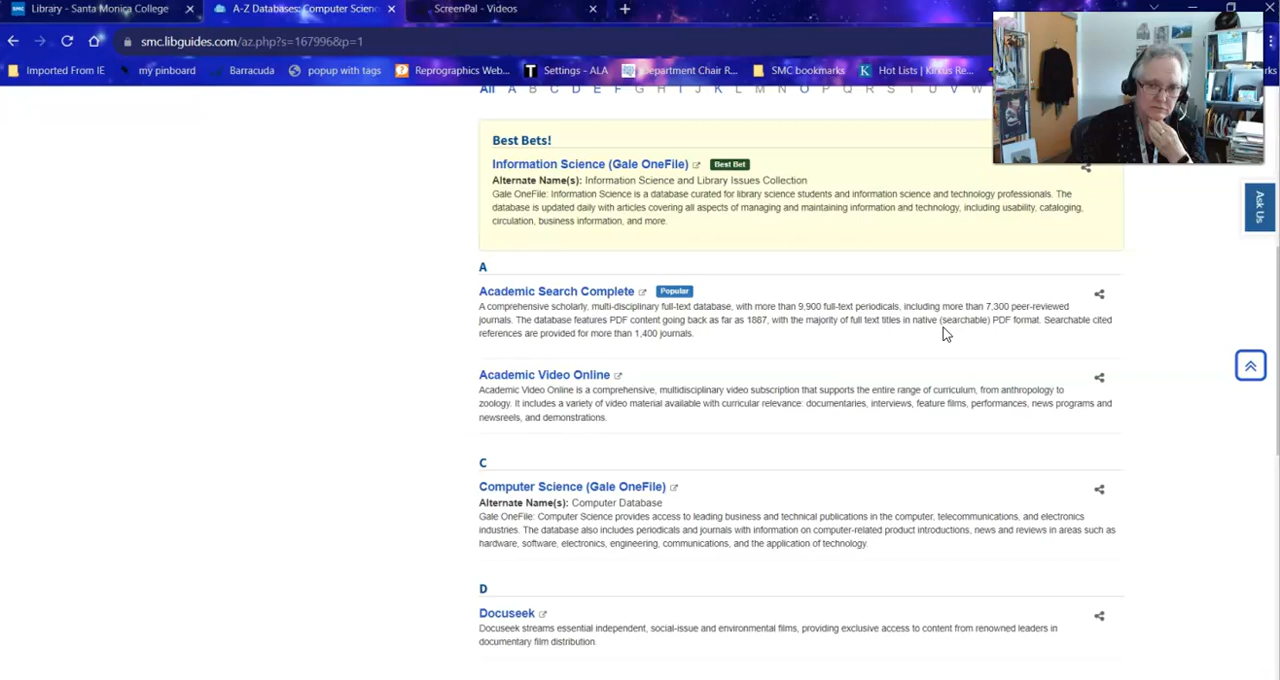 Library - Santa Monica College
A-Z Databases: Computer Scienc
ScreenPal - Videos
smc.libguides.com/az.php?s=167996&p=1
Imported From IE
my pinboard
Barracuda
popup with tags
Reprographics Web...
Settings - ALA
Department Chair R...
SMC bookmarks
Hot Lists | Kirkus Re...
All A B C D E F G H I J K L M N O P Q R S T U V W
Best Bets!
Information Science (Gale OneFile) Best Bet
Alternate Name(s): Information Science and Library Issues Collection
Gale OneFile: Information Science is a database curated for library science students and information science and technology professionals. The
database is updated daily with articles covering all aspects of managing and maintaining information and technology, including usability, cataloging,
circulation, business information, and more.
Ask Us
A
Academic Search Complete Popular
A comprehensive scholarly, multi-disciplinary full-text database, with more than 9,900 full-text periodicals, including more than 7,300 peer-reviewed
journals. The database features PDF content going back as far as 1887, with the majority of full text titles in native (searchable) PDF format. Searchable cited
references are provided for more than 1,400 journals.
Academic Video Online
Academic Video Online is a comprehensive, multidisciplinary video subscription that supports the entire range of curriculum, from anthropology to
zoology. It includes a variety of video material available with curricular relevance: documentaries, interviews, feature films, performances, news programs and
newsreels, and demonstrations.
C
Computer Science (Gale OneFile)
Alternate Name(s): Computer Database
Gale OneFile: Computer Science provides access to leading business and technical publications in the computer, telecommunications, and electronics
industries. The database also includes periodicals and journals with information on computer-related product introductions, news and reviews in areas such as
hardware, software, electronics, engineering, communications, and the application of technology.
D
Docuseek
Docuseek streams essential independent, social-issue and environmental films, providing exclusive access to content from renowned leaders in
documentary film distribution.